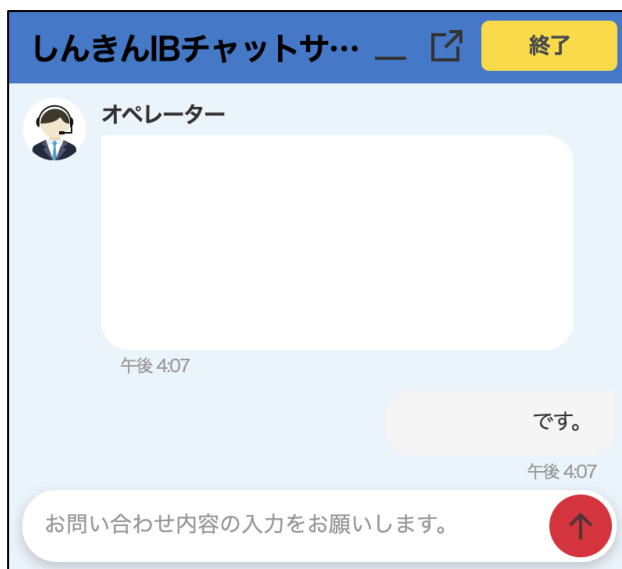 しんきんIBチャットサ…
終了
オペレーター
午後 4:07
です。
午後 4:07
お問い合わせ内容の入力をお願いします。